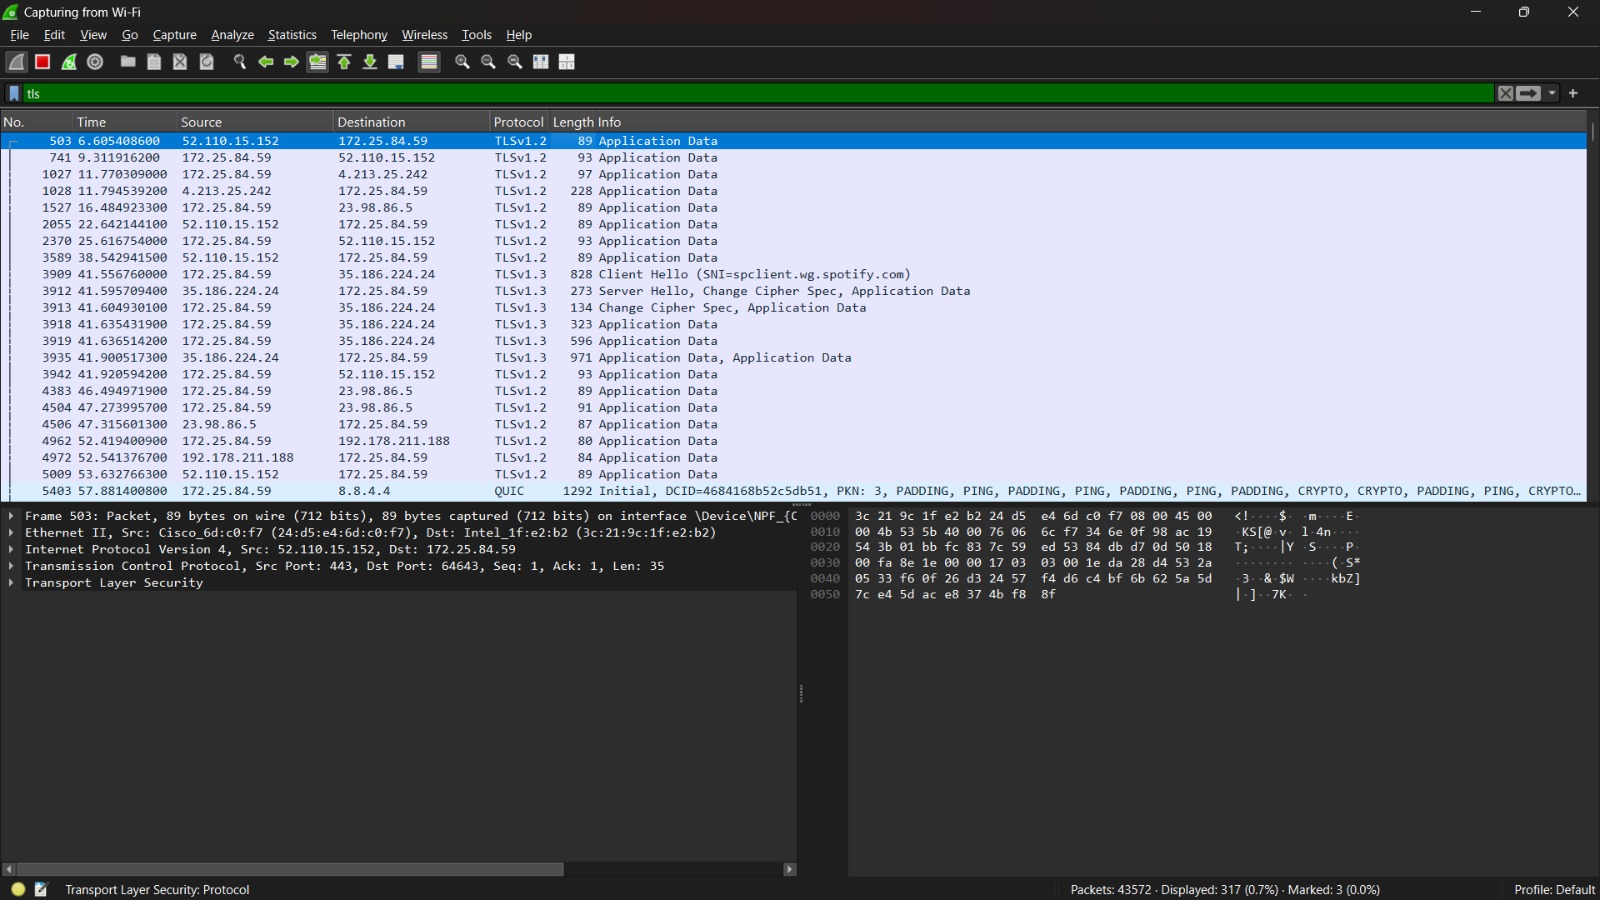 Capturing from Wi-Fi
File Edit View Go Capture Analyze Statistics Telephony Wireless Tools Help
tls
No. Time Source Destination Protocol Length Info
503 6.605408600 52.110.15.152 172.25.84.59 TLSv1.2 89 Application Data
741 9.311916200 172.25.84.59 52.110.15.152 TLSv1.2 93 Application Data
1027 11.770309000 172.25.84.59 4.213.25.242 TLSv1.2 97 Application Data
1028 11.794539200 4.213.25.242 172.25.84.59 TLSv1.2 228 Application Data
1527 16.484923300 172.25.84.59 23.98.86.5 TLSv1.2 89 Application Data
2055 22.642144100 52.110.15.152 172.25.84.59 TLSv1.2 89 Application Data
2370 25.616754000 172.25.84.59 52.110.15.152 TLSv1.2 93 Application Data
3589 38.542941500 52.110.15.152 172.25.84.59 TLSv1.2 89 Application Data
3909 41.556760000 172.25.84.59 35.186.224.24 TLSv1.3 828 Client Hello (SNI=spclient.wg.spotify.com)
3912 41.595709400 35.186.224.24 172.25.84.59 TLSv1.3 273 Server Hello, Change Cipher Spec, Application Data
3913 41.604930100 172.25.84.59 35.186.224.24 TLSv1.3 134 Change Cipher Spec, Application Data
3918 41.635431900 172.25.84.59 35.186.224.24 TLSv1.3 323 Application Data
3919 41.636514200 172.25.84.59 35.186.224.24 TLSv1.3 596 Application Data
3935 41.900517300 35.186.224.24 172.25.84.59 TLSv1.3 971 Application Data, Application Data
3942 41.920594200 172.25.84.59 52.110.15.152 TLSv1.2 93 Application Data
4383 46.494971900 172.25.84.59 23.98.86.5 TLSv1.2 89 Application Data
4504 47.273995700 172.25.84.59 23.98.86.5 TLSv1.2 91 Application Data
4506 47.315601300 23.98.86.5 172.25.84.59 TLSv1.2 87 Application Data
4962 52.419400900 172.25.84.59 192.178.211.188 TLSv1.2 80 Application Data
4972 52.541376700 192.178.211.188 172.25.84.59 TLSv1.2 84 Application Data
5009 53.632766300 52.110.15.152 172.25.84.59 TLSv1.2 89 Application Data
5403 57.881400800 172.25.84.59 8.8.4.4 QUIC 1292 Initial, DCID=4684168b52c5db51, PKN: 3, PADDING, PING, PADDING, PING, PADDING, PING, PADDING, CRYPTO, CRYPTO, PADDING, PING, CRYPTO…
Frame 503: Packet, 89 bytes on wire (712 bits), 89 bytes captured (712 bits) on interface \Device\NPF_{C
Ethernet II, Src: Cisco_6d:c0:f7 (24:d5:e4:6d:c0:f7), Dst: Intel_1f:e2:b2 (3c:21:9c:1f:e2:b2)
Internet Protocol Version 4, Src: 52.110.15.152, Dst: 172.25.84.59
Transmission Control Protocol, Src Port: 443, Dst Port: 64643, Seq: 1, Ack: 1, Len: 35
Transport Layer Security
0000 3c 21 9c 1f e2 b2 24 d5 e4 6d c0 f7 08 00 45 00 <!····$· ·m····E·
0010 00 4b 53 5b 40 00 76 06 6c f7 34 6e 0f 98 ac 19 ·KS[@·v· l·4n····
0020 54 3b 01 bb fc 83 7c 59 ed 53 84 db d7 0d 50 18 T;····|Y ·S····P·
0030 00 fa 8e 1e 00 00 17 03 03 00 1e da 28 d4 53 2a ········ ····(·S*
0040 05 33 f6 0f 26 d3 24 57 f4 d6 c4 bf 6b 62 5a 5d ·3··&·$W ····kbZ]
0050 7c e4 5d ac e8 37 4b f8 8f |·]··7K· ·
Transport Layer Security: Protocol
Packets: 43572 · Displayed: 317 (0.7%) · Marked: 3 (0.0%)
Profile: Default